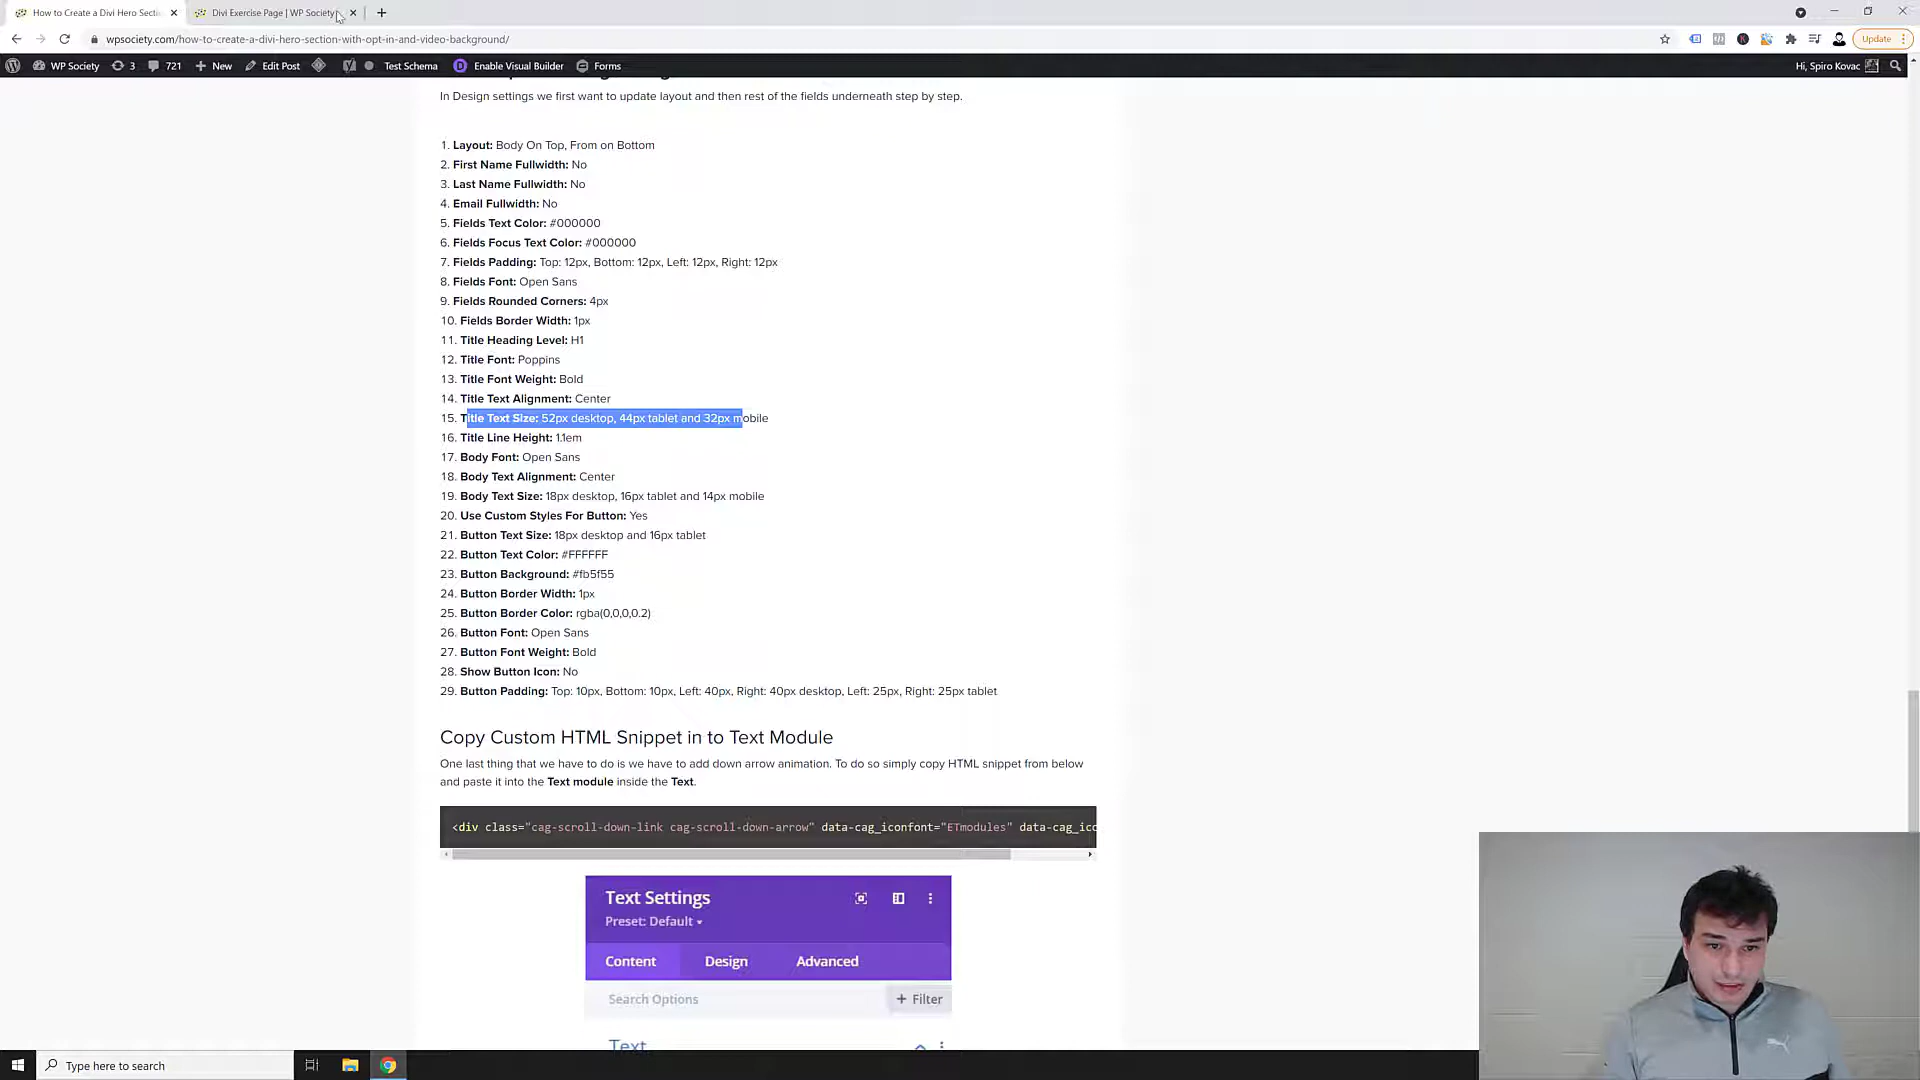 How to Create a Divi Hero Secti
Divi Exercise Page | WP Society
wpsociety.com/how-to-create-a-divi-hero-section-with-opt-in-and-video-background/
Update
WP Society
3
721
New
Edit Post
Test Schema
Enable Visual Builder
Forms
Hi, Spiro Kovac
In Design settings we first want to update layout and then rest of the fields underneath step by step.
1. Layout: Body On Top, From on Bottom
2. First Name Fullwidth: No
3. Last Name Fullwidth: No
4. Email Fullwidth: No
5. Fields Text Color: #000000
6. Fields Focus Text Color: #000000
7. Fields Padding: Top: 12px, Bottom: 12px, Left: 12px, Right: 12px
8. Fields Font: Open Sans
9. Fields Rounded Corners: 4px
10. Fields Border Width: 1px
11. Title Heading Level: H1
12. Title Font: Poppins
13. Title Font Weight: Bold
14. Title Text Alignment: Center
15. Title Text Size: 52px desktop, 44px tablet and 32px mobile
16. Title Line Height: 1.1em
17. Body Font: Open Sans
18. Body Text Alignment: Center
19. Body Text Size: 18px desktop, 16px tablet and 14px mobile
20. Use Custom Styles For Button: Yes
21. Button Text Size: 18px desktop and 16px tablet
22. Button Text Color: #FFFFFF
23. Button Background: #fb5f55
24. Button Border Width: 1px
25. Button Border Color: rgba(0,0,0,0.2)
26. Button Font: Open Sans
27. Button Font Weight: Bold
28. Show Button Icon: No
29. Button Padding: Top: 10px, Bottom: 10px, Left: 40px, Right: 40px desktop, Left: 25px, Right: 25px tablet
Copy Custom HTML Snippet in to Text Module
One last thing that we have to do is we have to add down arrow animation. To do so simply copy HTML snippet from below
and paste it into the Text module inside the Text.
<div class="cag-scroll-down-link cag-scroll-down-arrow" data-cag_iconfont="ETmodules" data-cag_icc
Text Settings
Preset: Default
Content
Design
Advanced
Search Options
+ Filter
Text
Type here to search